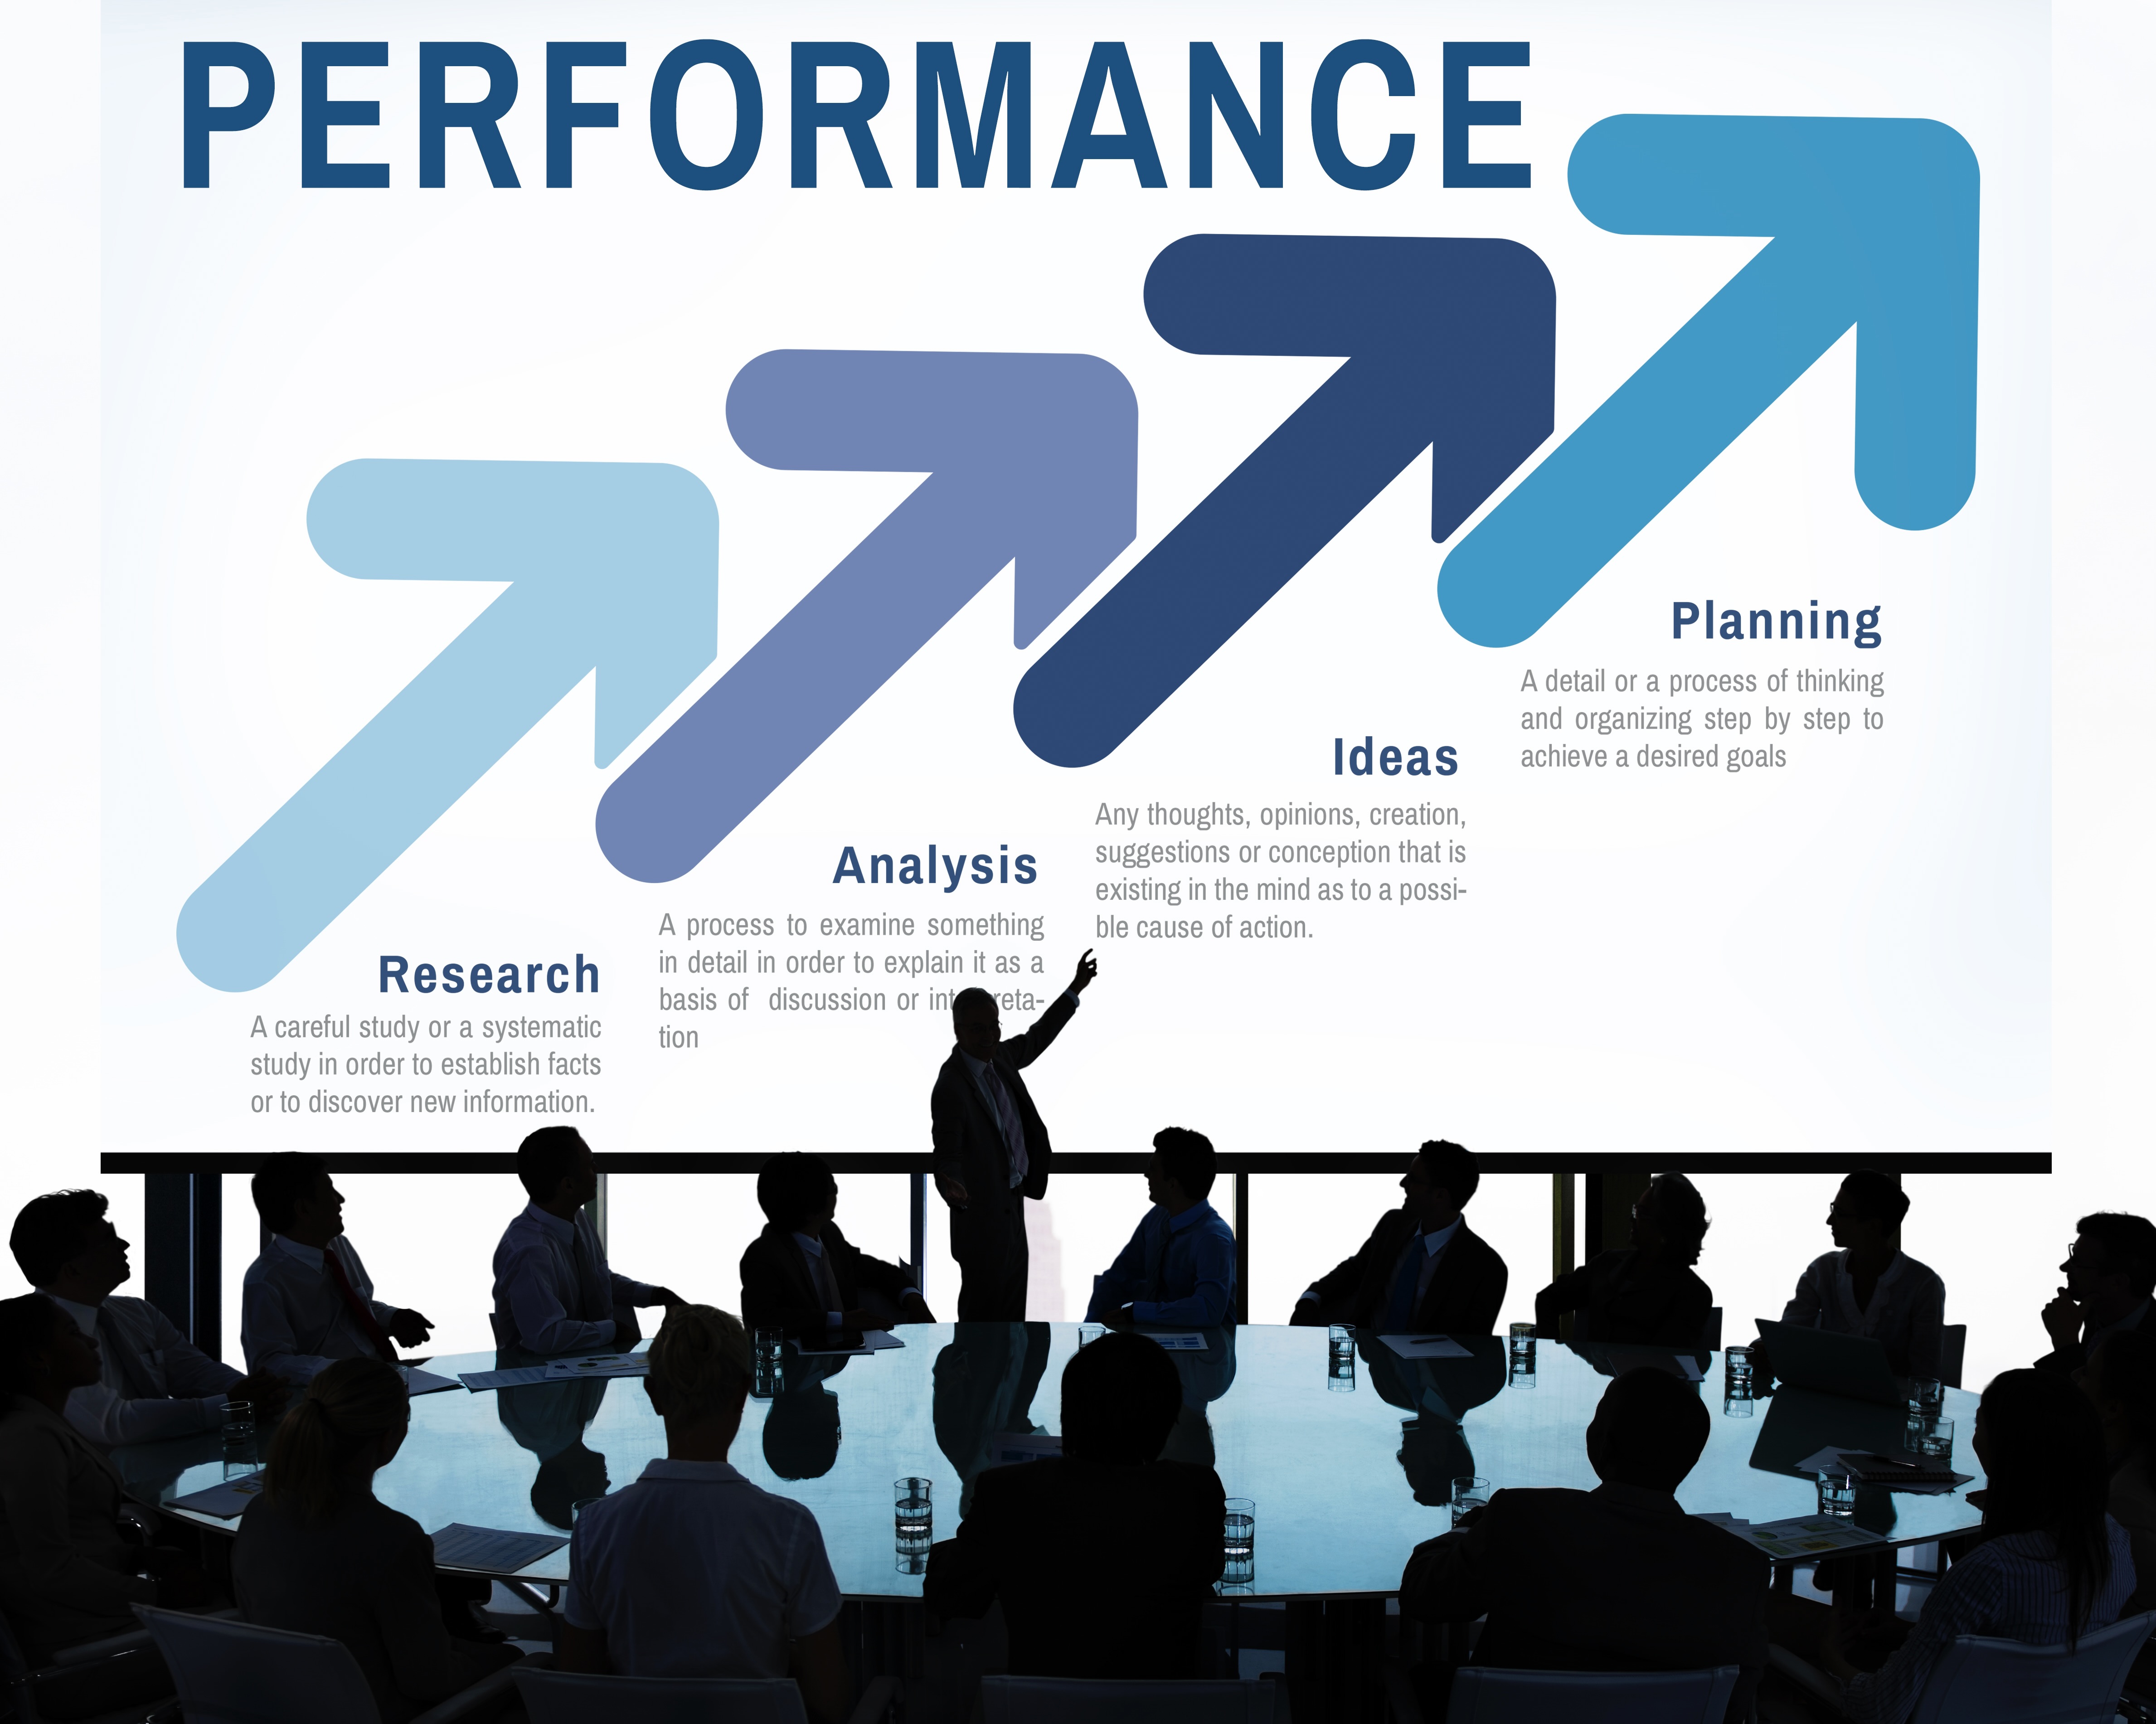 PERFORMANCE
Research
A careful study or a systematic
study in order to establish facts
or to discover new information.
Analysis
A process to examine something
in detail in order to explain it as a
basis of discussion or
tion
Ideas
Any thoughts, opinions, creation,
suggestions or conception that is
existing in the mind as to a possi-
ble cause of action.
Planning
A detail or a process of thinking
and organizing step by step to
achieve a desired goals